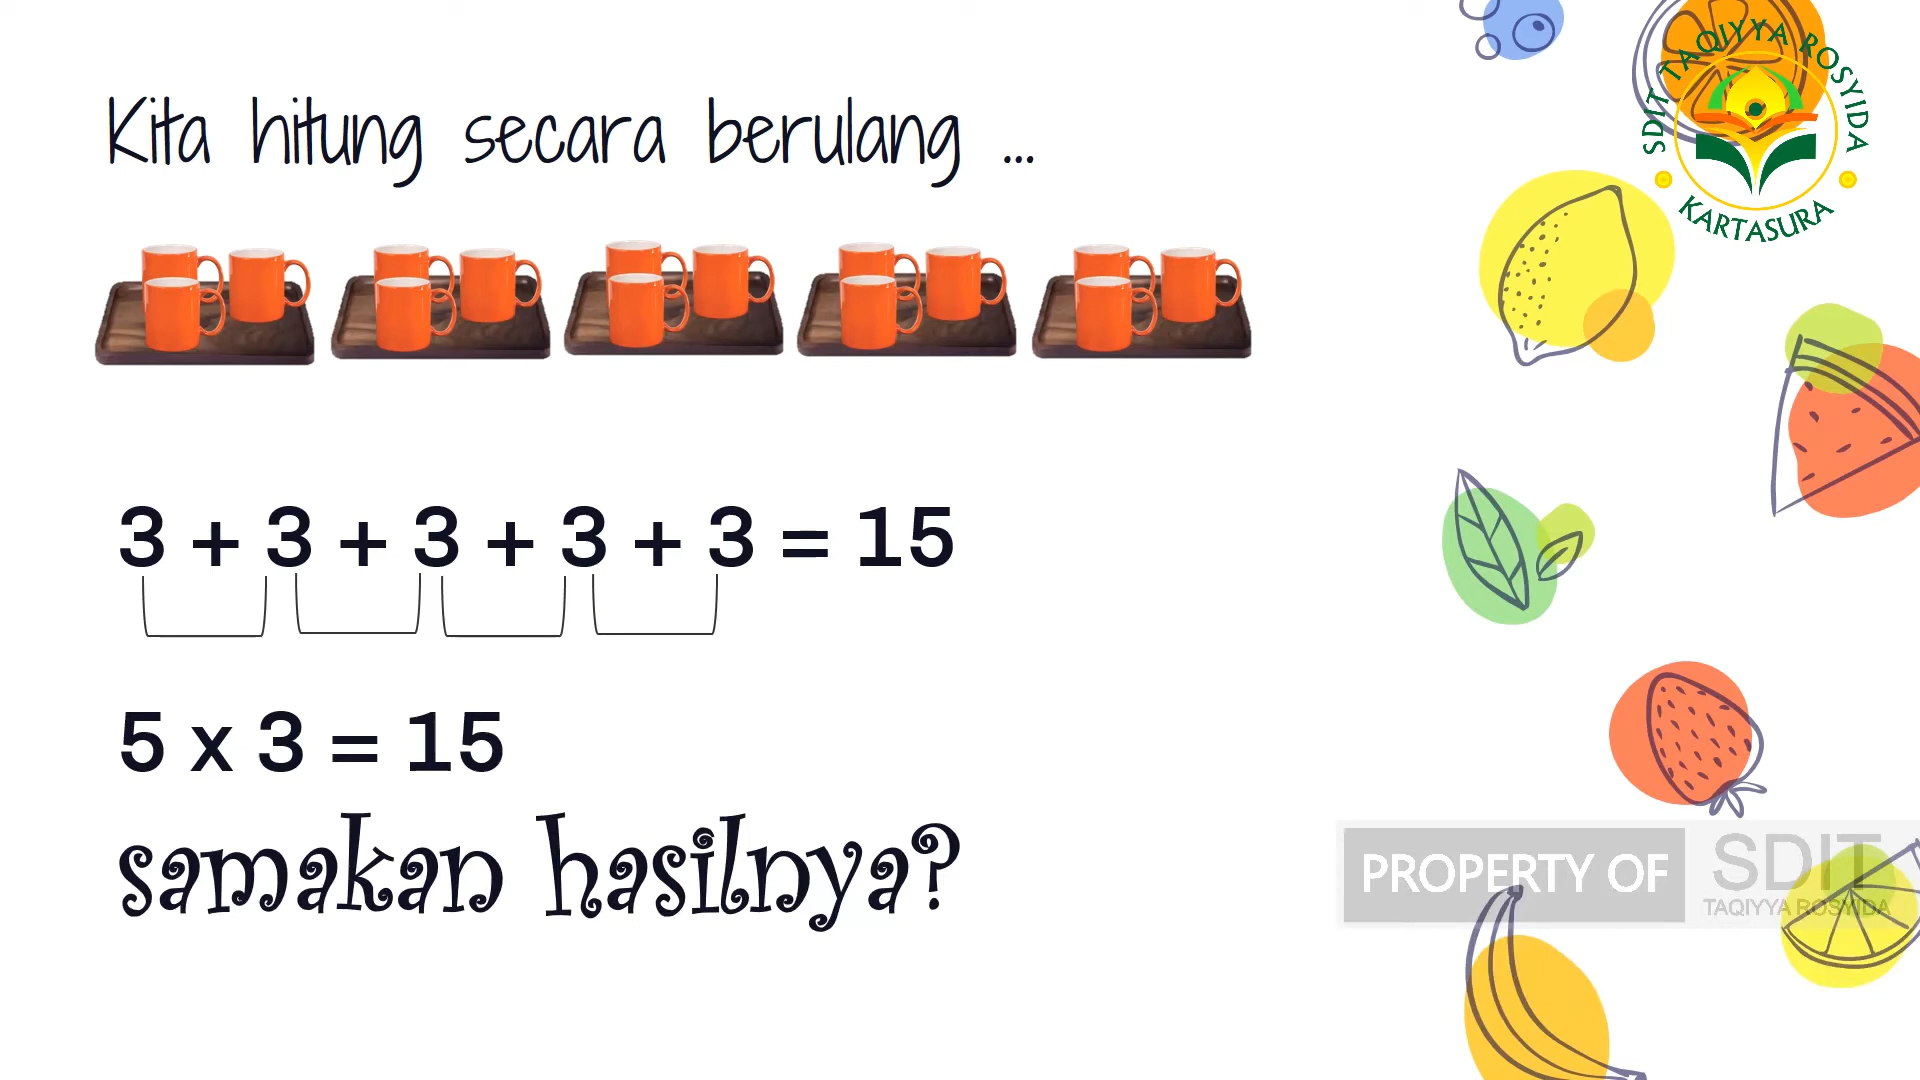 Kita hitung secara berulang ...
3 + 3 + 3 + 3 + 3 = 15
5 x 3 = 15
samakan hasilnya?
SDIT TAQIYYA ROSYIDA
KARTASURA
PROPERTY OF
SDIT
TAQIYYA ROSYIDA